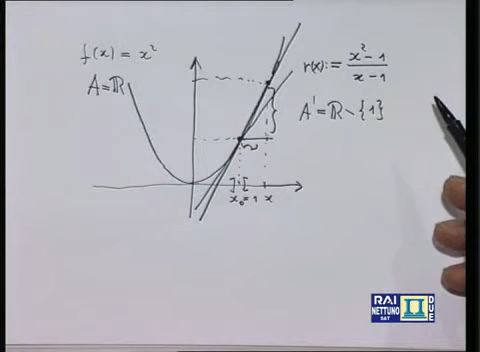 f(x) = x²
A = ℝ
r(x) := (x² - 1)/(x - 1)
A' = ℝ \ {1}
] · [
x₀ = 1 x
RAI
NETTUNO
SAT
DUE